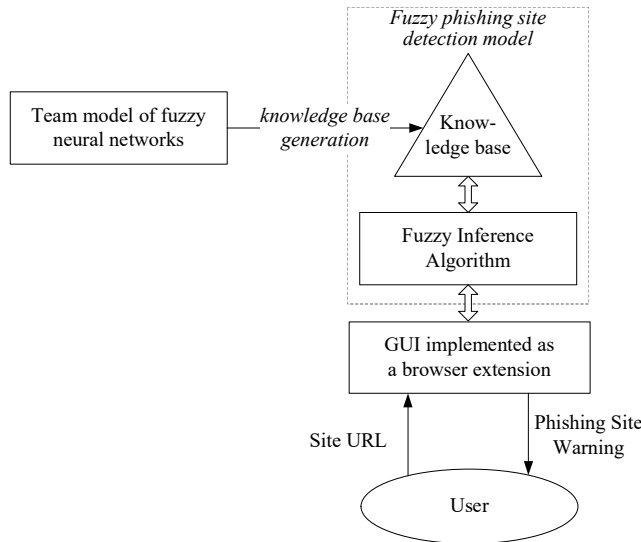 Fuzzy phishing site
detection model
Team model of fuzzy
neural networks
knowledge base
generation
Know-
ledge base
Fuzzy Inference
Algorithm
GUI implemented as
a browser extension
Site URL
Phishing Site
Warning
User